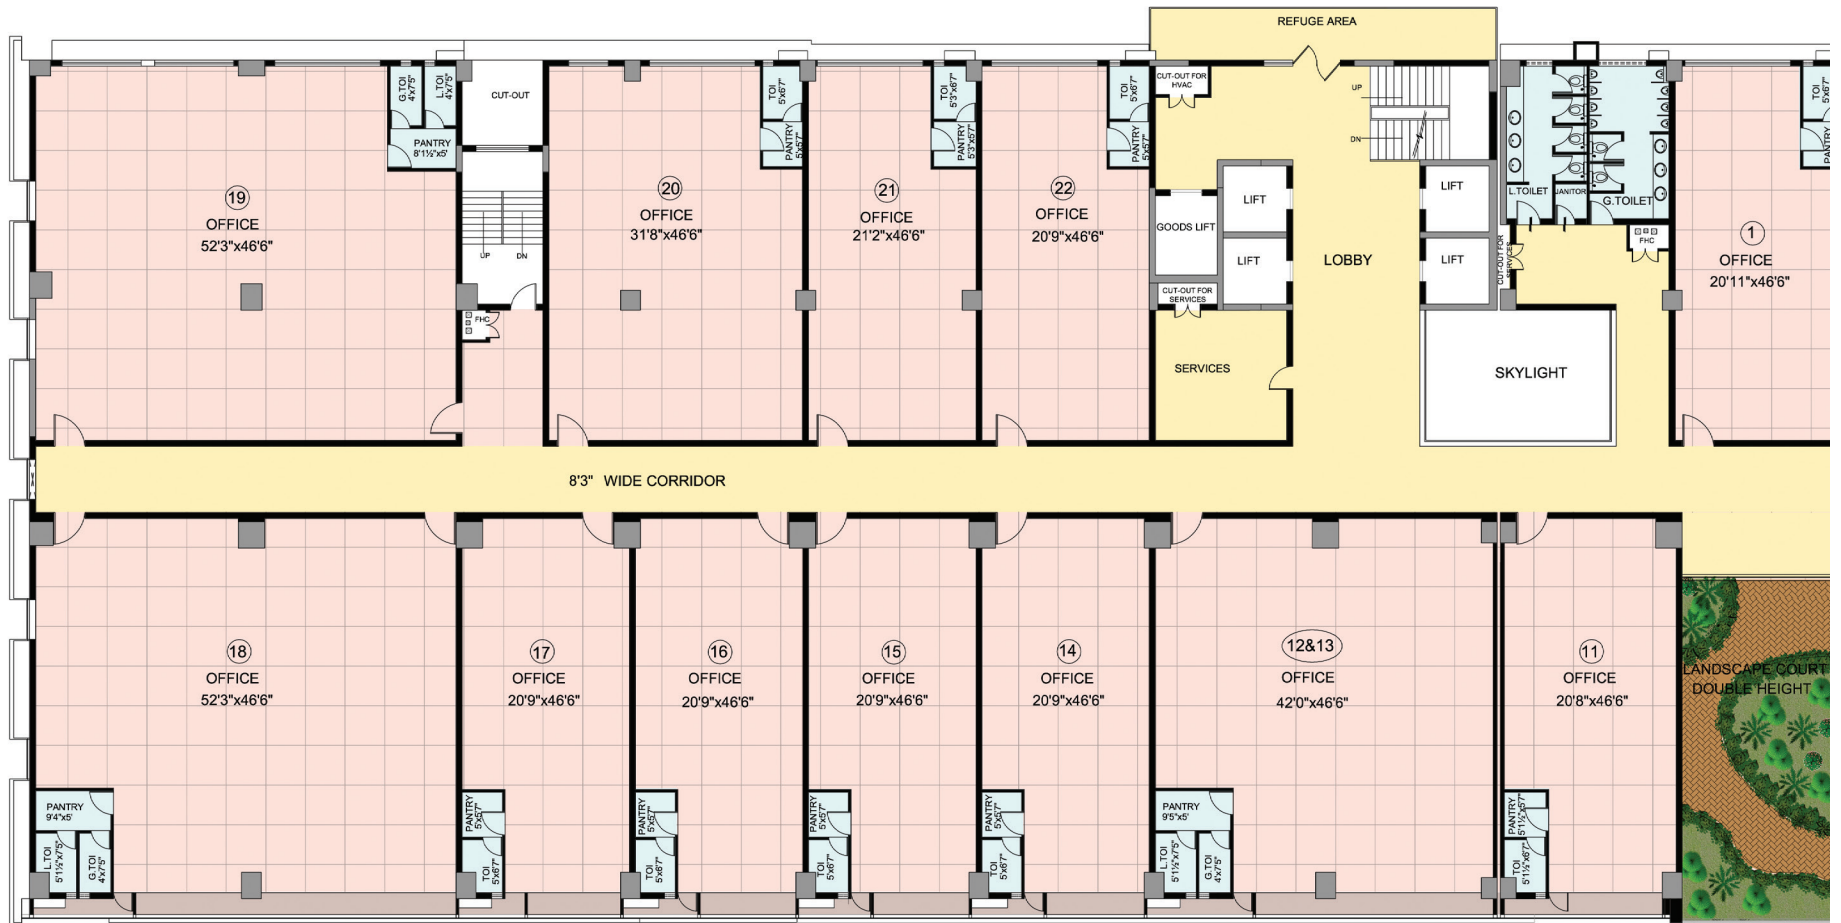 REFUGE AREA
G.TOI
4'x7'5"
L.TOI
4'x7'5"
PANTRY
8'1½"x5'
CUT-OUT
19
OFFICE
52'3"x46'6"
UP
DN
FHC
TOI
5'x6'7"
PANTRY
5'x5'7"
20
OFFICE
31'8"x46'6"
TOI
5'3"x6'7"
PANTRY
5'3"x5'7"
21
OFFICE
21'2"x46'6"
TOI
5'x6'7"
PANTRY
5'x5'7"
22
OFFICE
20'9"x46'6"
CUT-OUT FOR
HVAC
UP
DN
GOODS LIFT
LIFT
LIFT
LIFT
LIFT
CUT-OUT FOR
SERVICES
LOBBY
SERVICES
L.TOILET
JANITOR
G.TOILET
CUT-OUT FOR
SERVICES
FHC
SKYLIGHT
TOI
5'x6'7"
PANTRY
1
OFFICE
20'11"x46'6"
8'3" WIDE CORRIDOR
18
OFFICE
52'3"x46'6"
PANTRY
9'4"x5'
L.TOI
5'1½"x7'5"
G.TOI
4'x7'5"
17
OFFICE
20'9"x46'6"
PANTRY
5'x5'7"
TOI
5'x6'7"
16
OFFICE
20'9"x46'6"
PANTRY
5'x5'7"
TOI
5'x6'7"
15
OFFICE
20'9"x46'6"
PANTRY
5'x5'7"
TOI
5'x6'7"
14
OFFICE
20'9"x46'6"
PANTRY
5'x5'7"
TOI
5'x6'7"
12&13
OFFICE
42'0"x46'6"
PANTRY
9'5"x5'
L.TOI
5'1½"x7'5"
G.TOI
4'x7'5"
11
OFFICE
20'8"x46'6"
PANTRY
5'1½"x5'7"
TOI
5'1½"x6'7"
LANDSCAPE COURT
DOUBLE HEIGHT